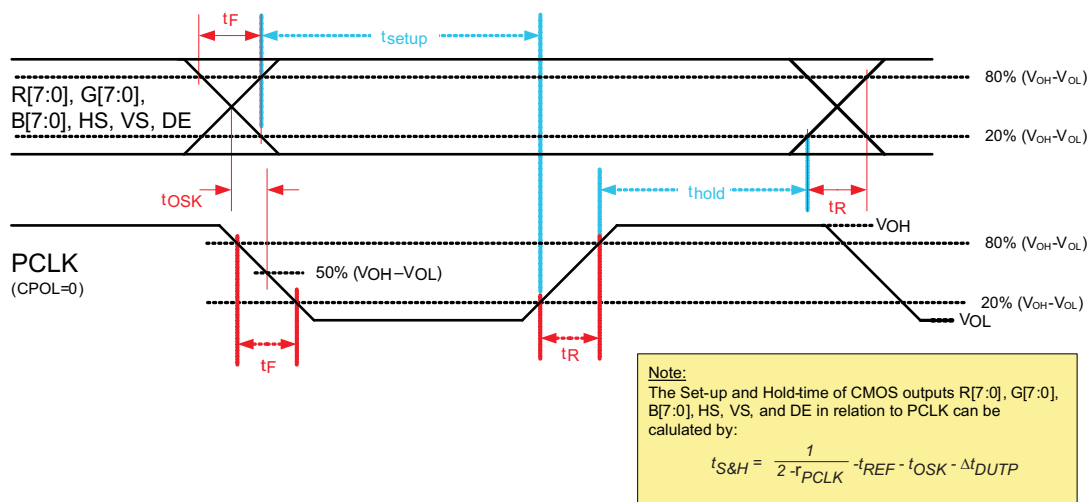 tF
tsetup
80% (VOH-VOL)
R[7:0], G[7:0],
B[7:0], HS, VS, DE
20% (VOH-VOL)
tOSK
thold
tR
VOH
80% (VOH-VOL)
PCLK
(CPOL=0)
50% (VOH–VOL)
20% (VOH-VOL)
VOL
tF
tR
Note:
The Set-up and Hold-time of CMOS outputs R[7:0], G[7:0],
B[7:0], HS, VS, and DE in relation to PCLK can be
calulated by:
tS&H = 1 / 2 -rPCLK -tREF - tOSK - ΔtDUTP